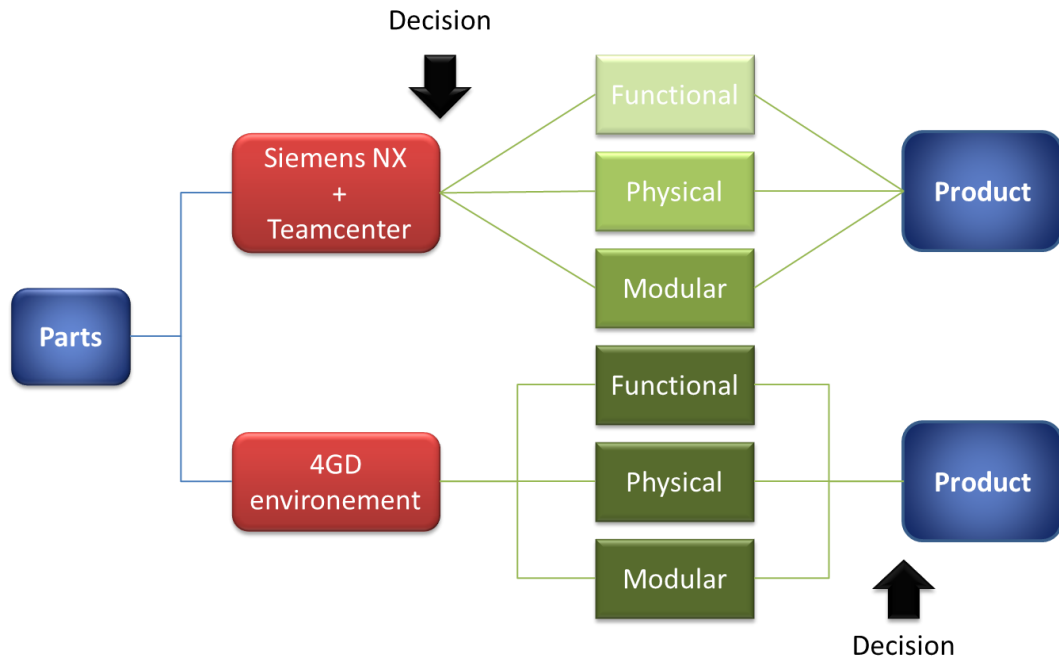 Decision
Functional
Siemens NX
+
Teamcenter
Physical
Product
Modular
Parts
Functional
4GD
environement
Physical
Product
Modular
Decision